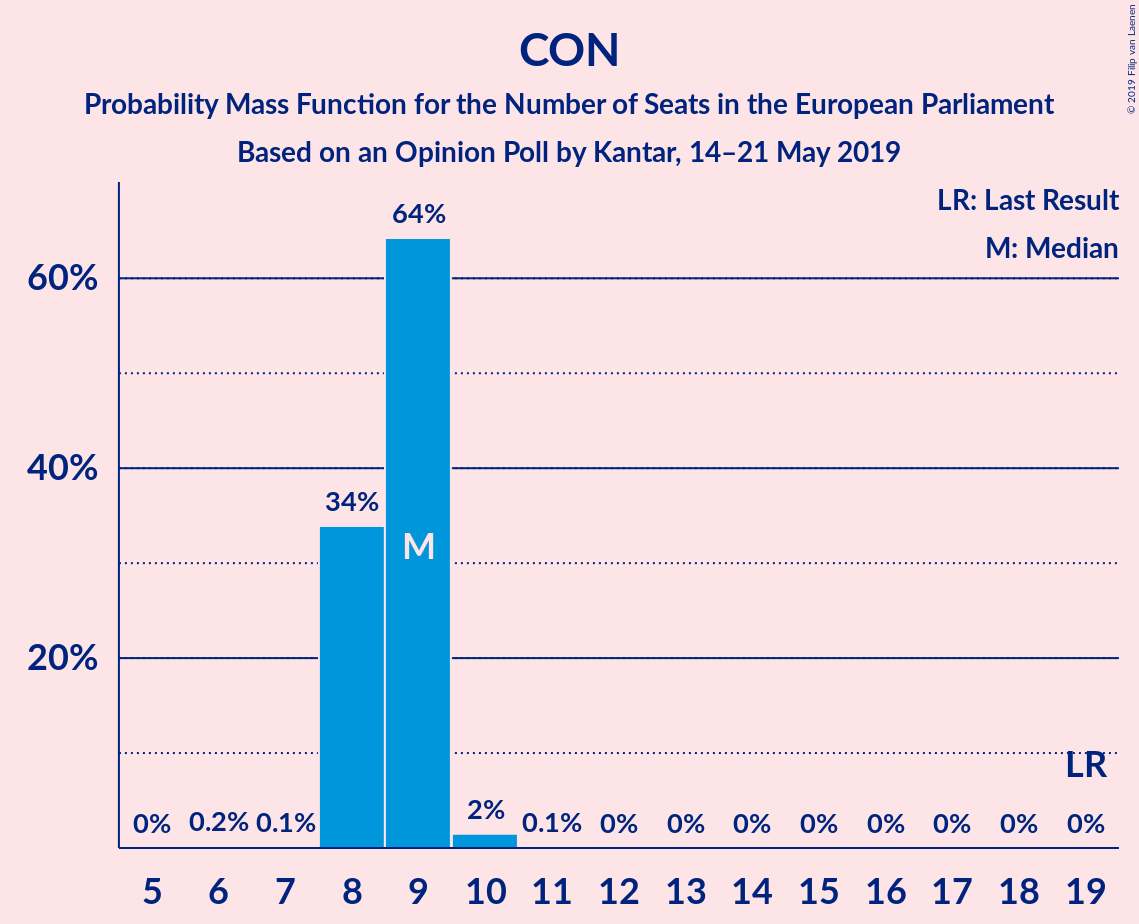 CON
Probability Mass Function for the Number of Seats in the European Parliament
Based on an Opinion Poll by Kantar, 14–21 May 2019
© 2019 Filip van Laenen
LR: Last Result
M: Median
60%
40%
20%
64%
34%
M
LR
0% 0.2% 0.1% 2% 0.1% 0% 0% 0% 0% 0% 0% 0% 0%
5 6 7 8 9 10 11 12 13 14 15 16 17 18 19